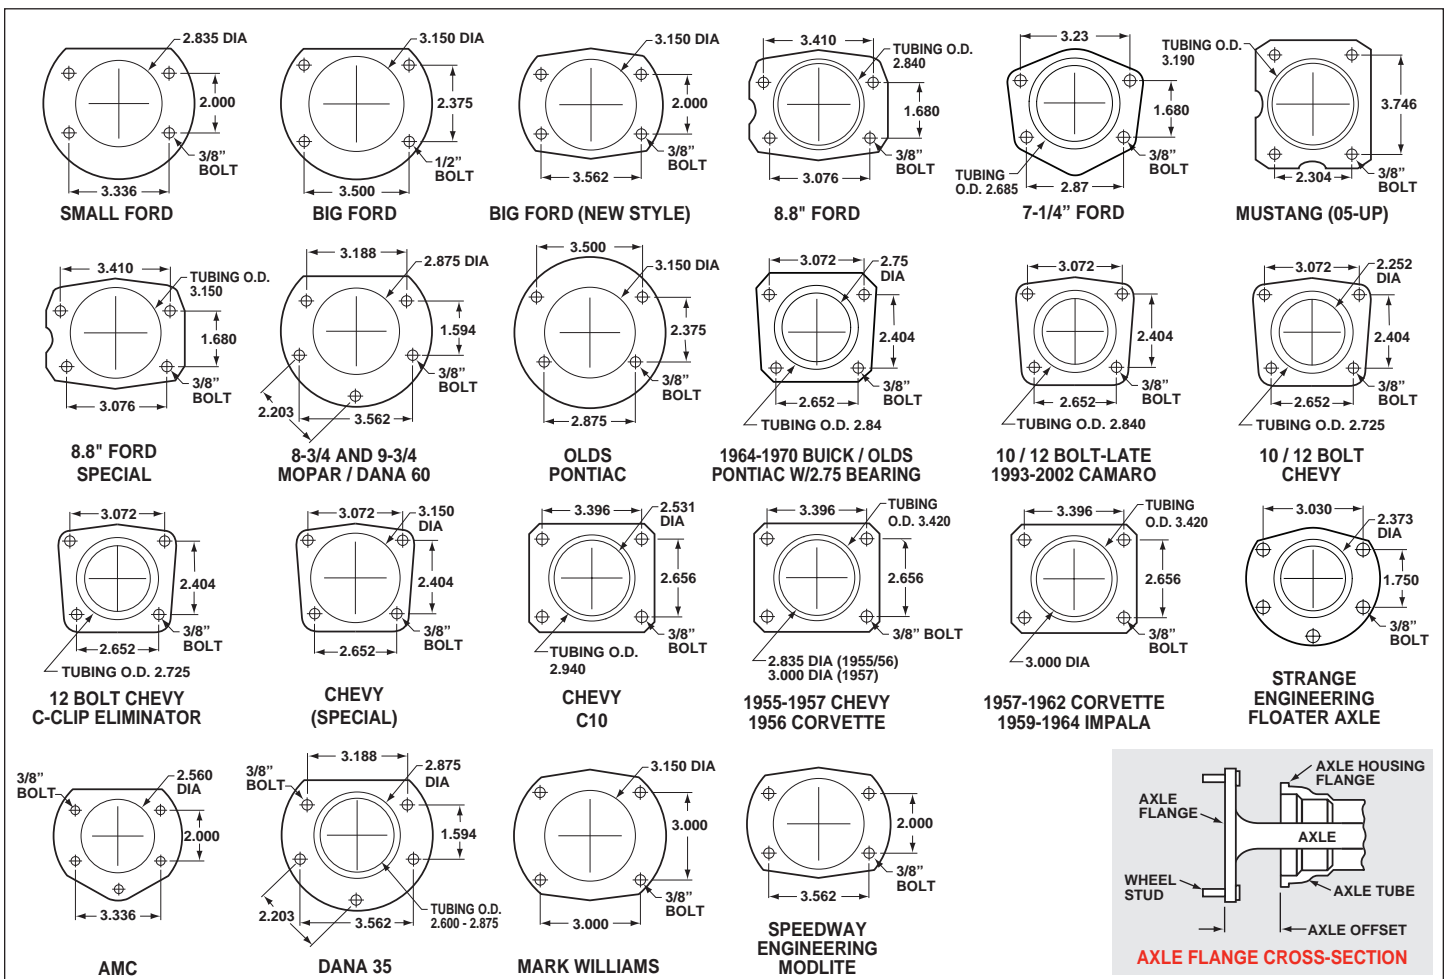 2.835 DIA
2.000
3/8”
BOLT
3.336
SMALL FORD
3.150 DIA
2.375
1/2”
BOLT
3.500
BIG FORD
3.150 DIA
2.000
3/8”
BOLT
3.562
BIG FORD (NEW STYLE)
3.410
TUBING O.D.
2.840
1.680
3/8”
BOLT
3.076
8.8" FORD
3.23
1.680
3/8”
BOLT
TUBING
O.D. 2.685
2.87
7-1/4” FORD
TUBING O.D.
3.190
3.746
3/8”
BOLT
2.304
MUSTANG (05-UP)
3.410
TUBING O.D.
3.150
1.680
3/8”
BOLT
3.076
8.8" FORD
SPECIAL
3.188
2.875 DIA
1.594
3/8”
BOLT
2.203
3.562
8-3/4 AND 9-3/4
MOPAR / DANA 60
3.500
3.150 DIA
2.375
3/8”
BOLT
2.875
OLDS
PONTIAC
3.072
2.75
DIA
2.404
3/8”
BOLT
2.652
TUBING O.D. 2.84
1964-1970 BUICK / OLDS
PONTIAC W/2.75 BEARING
3.072
2.404
3/8”
BOLT
2.652
TUBING O.D. 2.840
10 / 12 BOLT-LATE
1993-2002 CAMARO
3.072
2.252
DIA
2.404
3/8”
BOLT
2.652
TUBING O.D. 2.725
10 / 12 BOLT
CHEVY
3.072
2.404
3/8”
BOLT
2.652
TUBING O.D. 2.725
12 BOLT CHEVY
C-CLIP ELIMINATOR
3.072
3.150
DIA
2.404
3/8”
BOLT
2.652
CHEVY
(SPECIAL)
3.396
2.531
DIA
2.656
3/8”
BOLT
TUBING O.D.
2.940
CHEVY
C10
3.396
TUBING
O.D. 3.420
2.656
3/8” BOLT
2.835 DIA (1955/56)
3.000 DIA (1957)
1955-1957 CHEVY
1956 CORVETTE
3.396
TUBING
O.D. 3.420
2.656
3/8”
BOLT
3.000 DIA
1957-1962 CORVETTE
1959-1964 IMPALA
3.030
2.373
DIA
1.750
3/8”
BOLT
STRANGE
ENGINEERING
FLOATER AXLE
3/8”
BOLT
2.560
DIA
2.000
3.336
AMC
3.188
3/8”
BOLT
2.875
DIA
1.594
2.203
3.562
TUBING O.D.
2.600 - 2.875
DANA 35
3.150 DIA
3.000
3/8”
BOLT
3.000
MARK WILLIAMS
2.000
3/8”
BOLT
3.562
SPEEDWAY
ENGINEERING
MODLITE
AXLE HOUSING
FLANGE
AXLE
FLANGE
AXLE
WHEEL
STUD
AXLE TUBE
AXLE OFFSET
AXLE FLANGE CROSS-SECTION